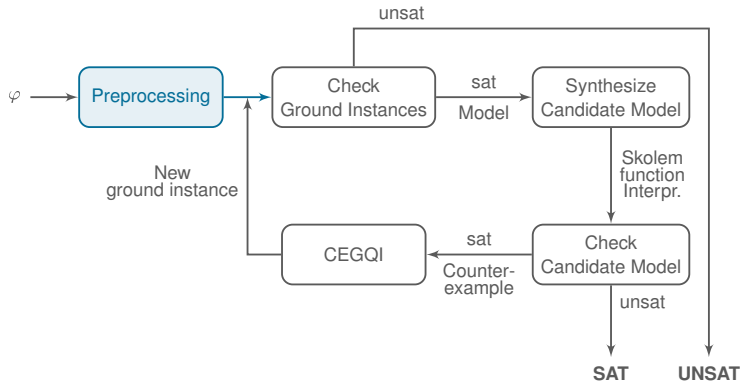 unsat
φ
Preprocessing
Check
Ground Instances
sat
Model
Synthesize
Candidate Model
New
ground instance
Skolem
function
Interpr.
CEGQI
sat
Counter-
example
Check
Candidate Model
unsat
SAT
UNSAT